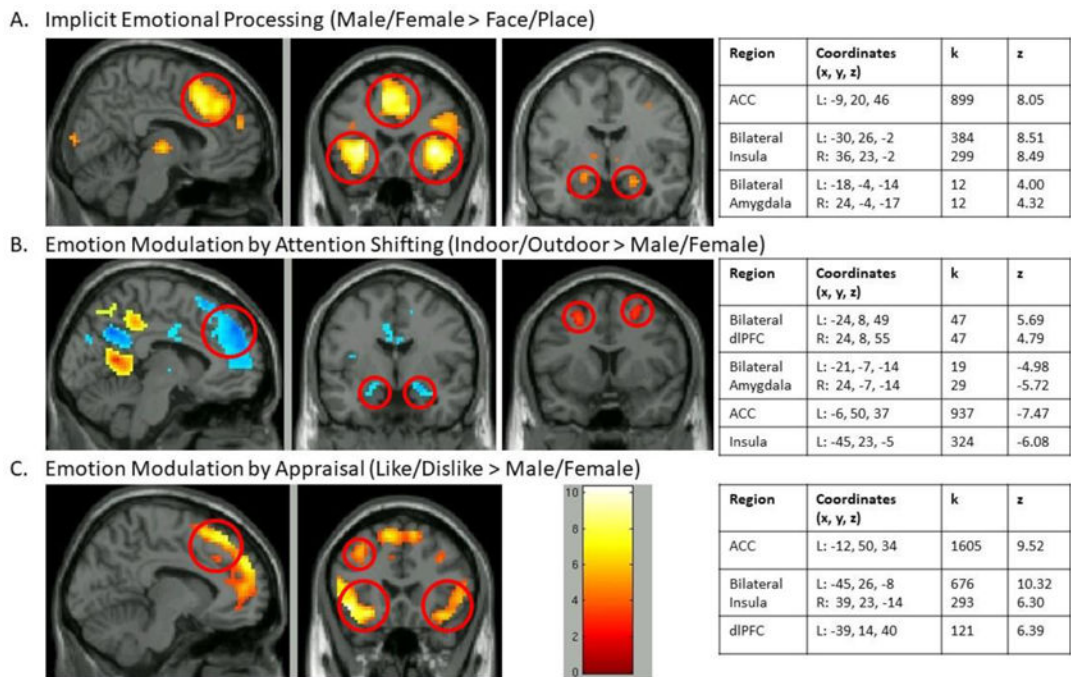 A. Implicit Emotional Processing (Male/Female > Face/Place)
Region Coordinates (x, y, z) k z
ACC L: -9, 20, 46 899 8.05
Bilateral L: -30, 26, -2 384 8.51
Insula R: 36, 23, -2 299 8.49
Bilateral L: -18, -4, -14 12 4.00
Amygdala R: 24, -4, -17 12 4.32
B. Emotion Modulation by Attention Shifting (Indoor/Outdoor > Male/Female)
Region Coordinates (x, y, z) k z
Bilateral L: -24, 8, 49 47 5.69
dlPFC R: 24, 8, 55 47 4.79
Bilateral L: -21, -7, -14 19 -4.98
Amygdala R: 24, -7, -14 29 -5.72
ACC L: -6, 50, 37 937 -7.47
Insula L: -45, 23, -5 324 -6.08
C. Emotion Modulation by Appraisal (Like/Dislike > Male/Female)
10
8
6
4
2
0
Region Coordinates (x, y, z) k z
ACC L: -12, 50, 34 1605 9.52
Bilateral L: -45, 26, -8 676 10.32
Insula R: 39, 23, -14 293 6.30
dlPFC L: -39, 14, 40 121 6.39